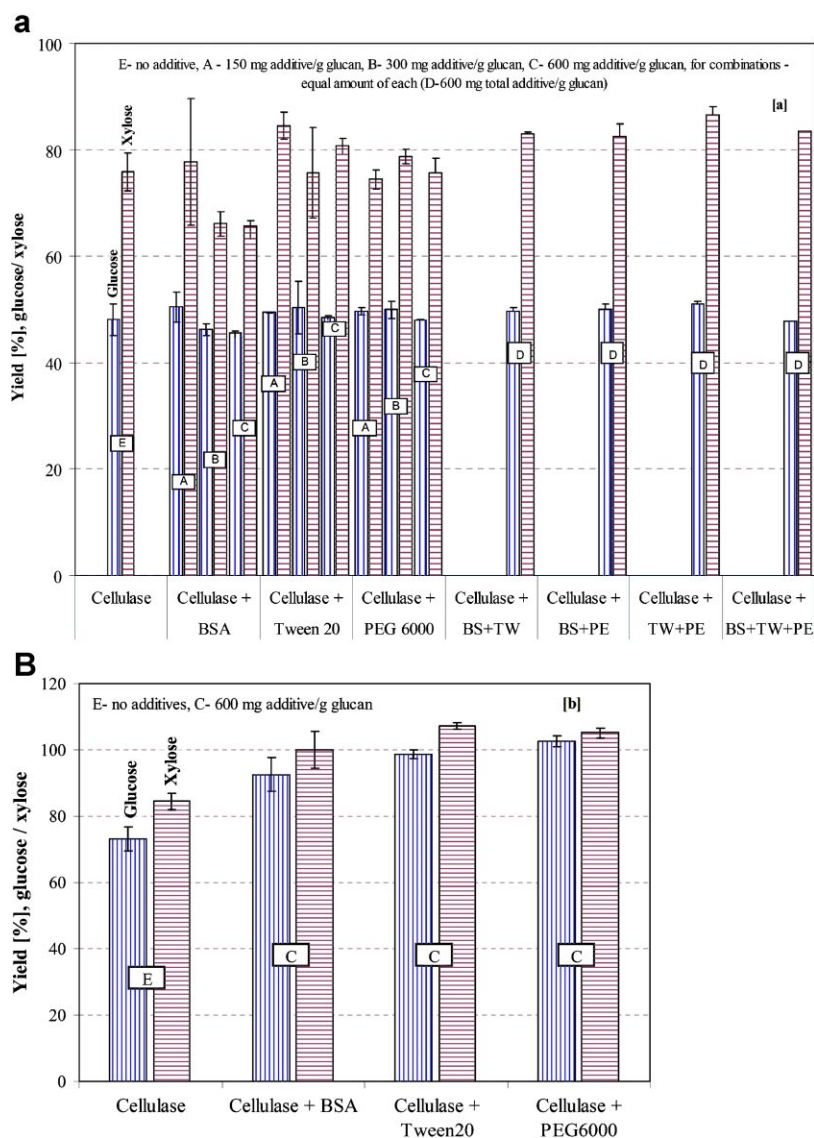 a
100
E- no additive, A - 150 mg additive/g glucan, B- 300 mg additive/g glucan, C- 600 mg additive/g glucan, for combinations -
equal amount of each (D-600 mg total additive/g glucan)
[a]
80
60
40
20
0
Yield [%], glucose/ xylose
Glucose
Xylose
E
A
B
C
A
B
C
A
B
C
D
D
D
D
Cellulase
Cellulase +
BSA
Cellulase +
Tween 20
Cellulase +
PEG 6000
Cellulase +
BS+TW
Cellulase +
BS+PE
Cellulase +
TW+PE
Cellulase +
BS+TW+PE
B
120
E- no additives, C- 600 mg additive/g glucan
[b]
100
80
60
40
20
0
Yield [%], glucose / xylose
Glucose
Xylose
E
C
C
C
Cellulase
Cellulase + BSA
Cellulase +
Tween20
Cellulase +
PEG6000